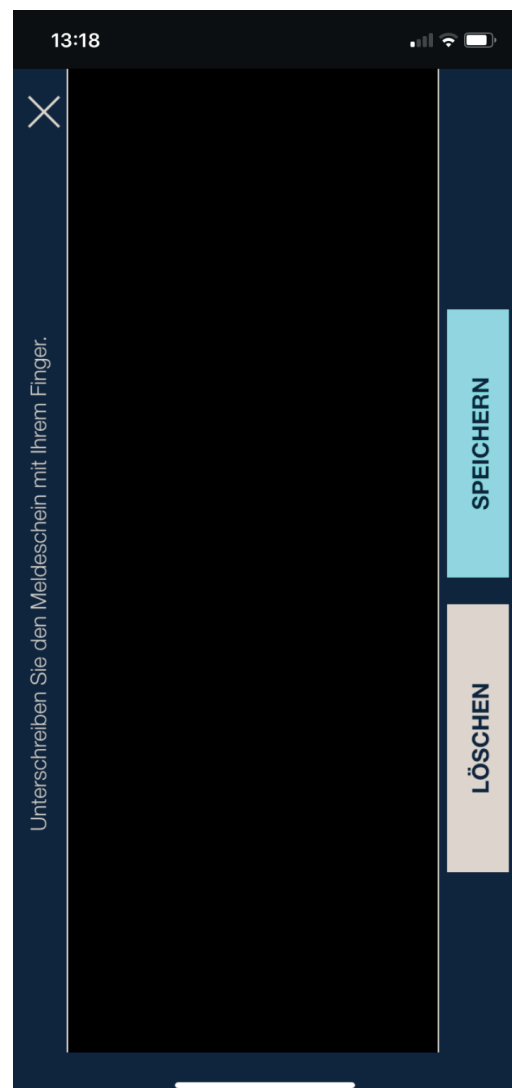 13:18
Unterschreiben Sie den Meldeschein mit Ihrem Finger.
SPEICHERN
LÖSCHEN